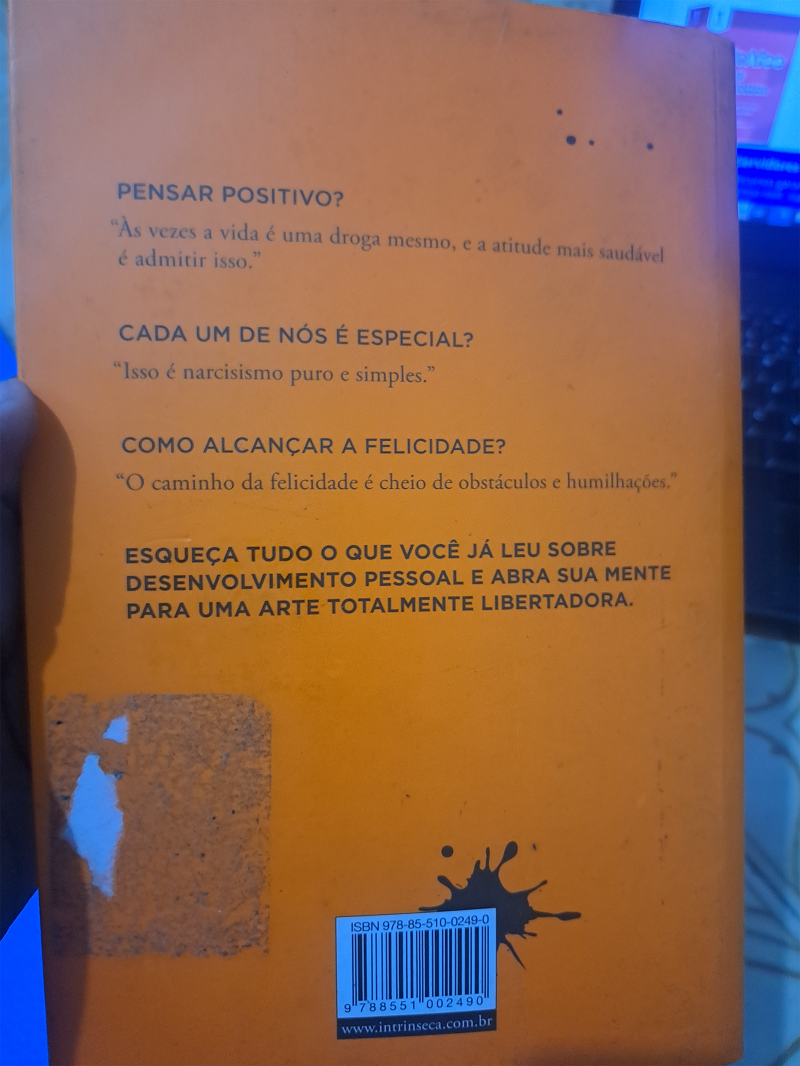 PENSAR POSITIVO?
“Às vezes a vida é uma droga mesmo, e a atitude mais saudável
é admitir isso.”
CADA UM DE NÓS É ESPECIAL?
“Isso é narcisismo puro e simples.”
COMO ALCANÇAR A FELICIDADE?
“O caminho da felicidade é cheio de obstáculos e humilhações.”
ESQUEÇA TUDO O QUE VOCÊ JÁ LEU SOBRE
DESENVOLVIMENTO PESSOAL E ABRA SUA MENTE
PARA UMA ARTE TOTALMENTE LIBERTADORA.
ISBN 978-85-510-0249-0
9 788551 002490
www.intrinseca.com.br